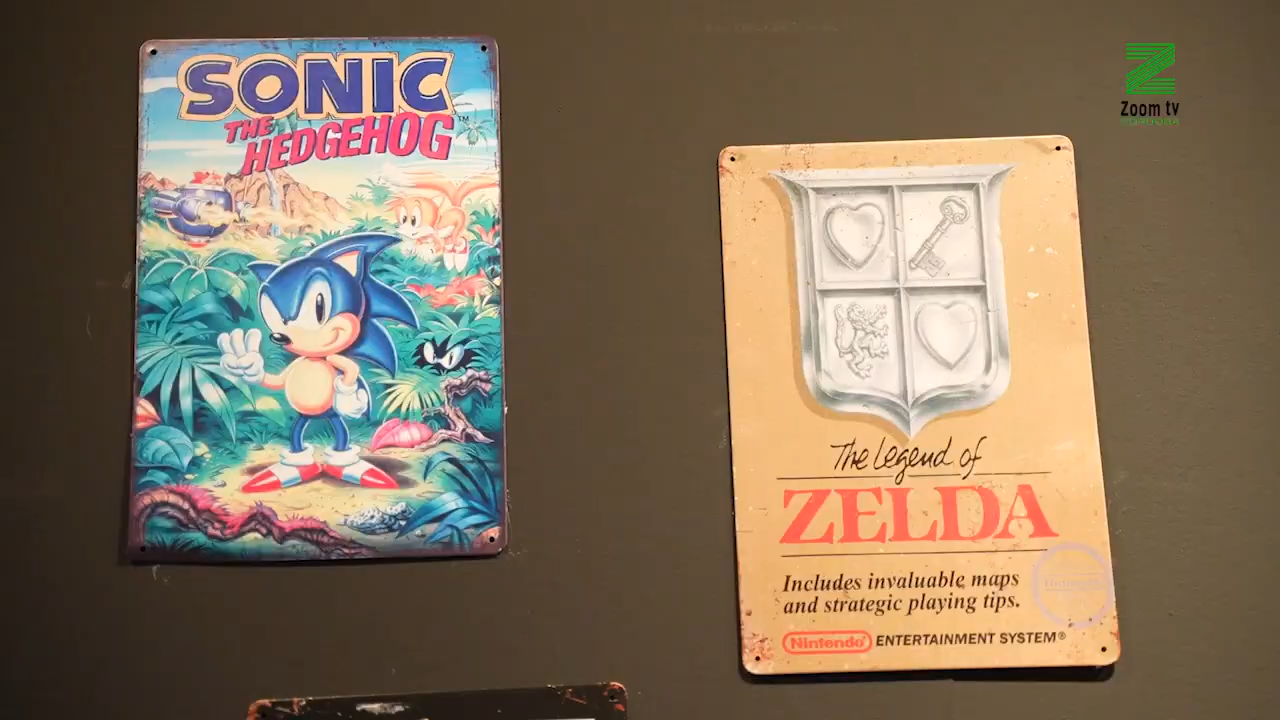 SONIC
THE
HEDGEHOG
TM
Zoom tv
The Legend of
ZELDA
Includes invaluable maps
and strategic playing tips.
Nintendo ENTERTAINMENT SYSTEM®